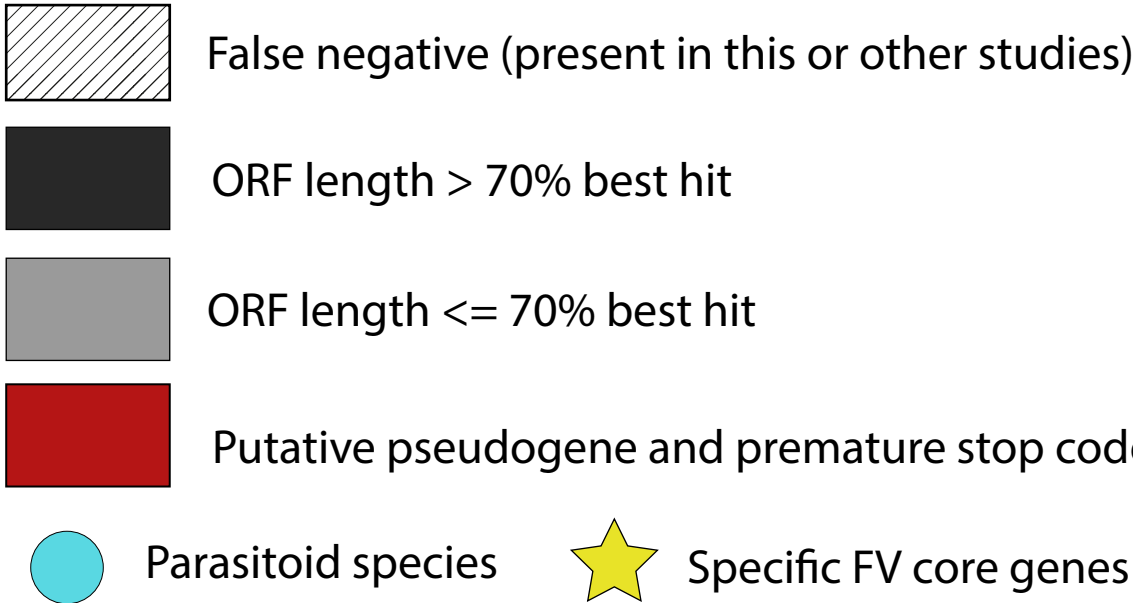 False negative (present in this or other studies)
ORF length > 70% best hit
ORF length <= 70% best hit
Putative pseudogene and premature stop
Parasitoid species
Specific FV core genes